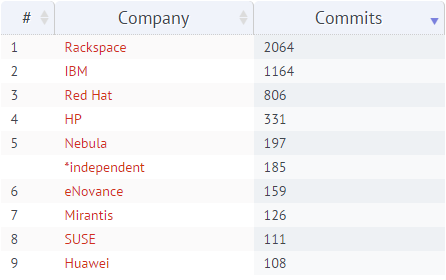 # Company Commits
1 Rackspace 2064
2 IBM 1164
3 Red Hat 806
4 HP 331
5 Nebula 197
*independent 185
6 eNovance 159
7 Mirantis 126
8 SUSE 111
9 Huawei 108